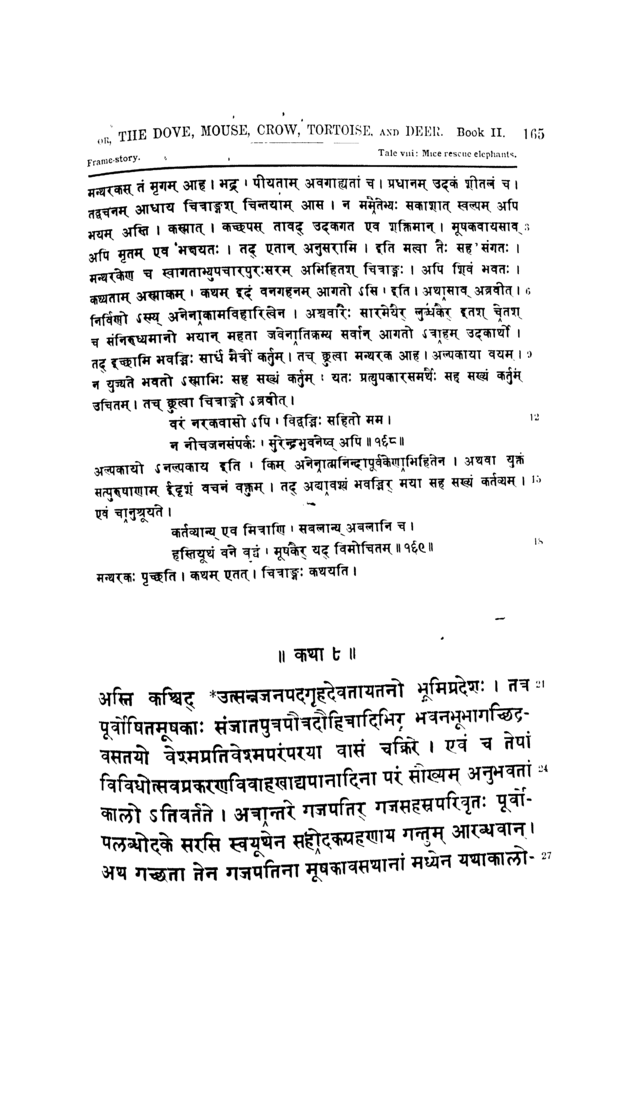 OR, THE DOVE, MOUSE, CROW, TORTOISE, AND DEER. Book II. 165
Frame-story. Tale viii: Mice rescue elephants.
मन्थरकस् तं मृगम् आह । भद्र । पीयताम् अवगाह्यतां च । प्रधानम् उदकं शीतलं च ।
तद्वचनम् आधाय चित्राङ्गश् चिन्तयाम् आस । न ममैतेभ्यः सकाशात् स्वल्पम् अपि
भयम् अस्ति । कस्मात् । कच्छपस् तावद् उदकगत एव शक्तिमान् । मूषकवायसाव् 3
अपि मृतम् एव भक्षयतः । तद् एतान् अनुसरामि । इति मत्वा तैः सह संगतः ।
मन्थरकेण च स्वागताभ्युपचारपुरःसरम् अभिहितश् चित्राङ्गः । अपि शिवं भवतः ।
कथ्यताम् अस्माकम् । कथम् इदं वनगहनम् आगतो ऽसि । इति । अथासाव् अब्रवीत् । 6
निर्विणो ऽस्म्य् अनेनाकामविहारित्वेन । अश्ववारैः सारमेयैर् लुब्धकैर् इतश् चेतश्
च संनिरुध्यमानो भयान् महता जवेनातिक्रम्य सर्वान् आगतो ऽत्राहम् उदकार्थी ।
तद् इच्छामि भवद्भिः सार्धं मैत्रीं कर्तुम् । तच् छ्रुत्वा मन्थरक आह । अल्पकाया वयम् । 9
न युज्यते भवतो ऽस्माभिः सह सख्यं कर्तुम् । यतः प्रत्युपकारसमर्थैः सह सख्यं कर्तुम्
उचितम् । तच् छ्रुत्वा चित्राङ्गो ऽब्रवीत् ।
वरं नरकवासो ऽपि । विद्वद्भिः सहितो मम । 12
न नीचजनसंपर्कः । सुरेन्द्रभुवनेष्व् अपि ॥ १६८ ॥
अल्पकायो ऽनल्पकाय इति । किम् अनेनात्मनिन्दापूर्वकेणाभिहितेन । अथवा युक्तं
सत्पुरुषाणाम् ईदृशं वचनं वक्तुम् । तद् अद्यावश्यं भवद्भिर् मया सह सख्यं कर्तव्यम् । 15
एवं चानुश्रूयते ।
कर्तव्यान्य् एव मित्राणि । सबलान्य् अबलानि च ।
हस्तियूथं वने बद्धं । मूषकैर् यद् विमोचितम् ॥ १६९ ॥ 18
मन्थरकः पृच्छति । कथम् एतत् । चित्राङ्गः कथयति ।
॥ कथा ८ ॥
अस्ति कश्चिद् *उत्सन्नजनपदगृहदेवतायतनो भूमिप्रदेशः । तत्र 21
पूर्वोषितमूषकाः संजातपुत्रपौत्रदौहित्रादिभिर् भवनभूभागच्छिद्र-
वसतयो वेश्मप्रतिवेश्मपरंपरया वासं चक्रिरे । एवं च तेषां
विविधोत्सवप्रकरणविवाहखाद्यपानादिना परं सौख्यम् अनुभवतां 24
कालो ऽतिवर्तते । अत्रान्तरे गजपतिर् गजसहस्रपरिवृतः पूर्वो-
पलब्धोदके सरसि स्वयूथेन सहोदकग्रहणाय गन्तुम् आरब्धवान् ।
अथ गच्छता तेन गजपतिना मूषकावसथानां मध्येन यथाकालो- 27